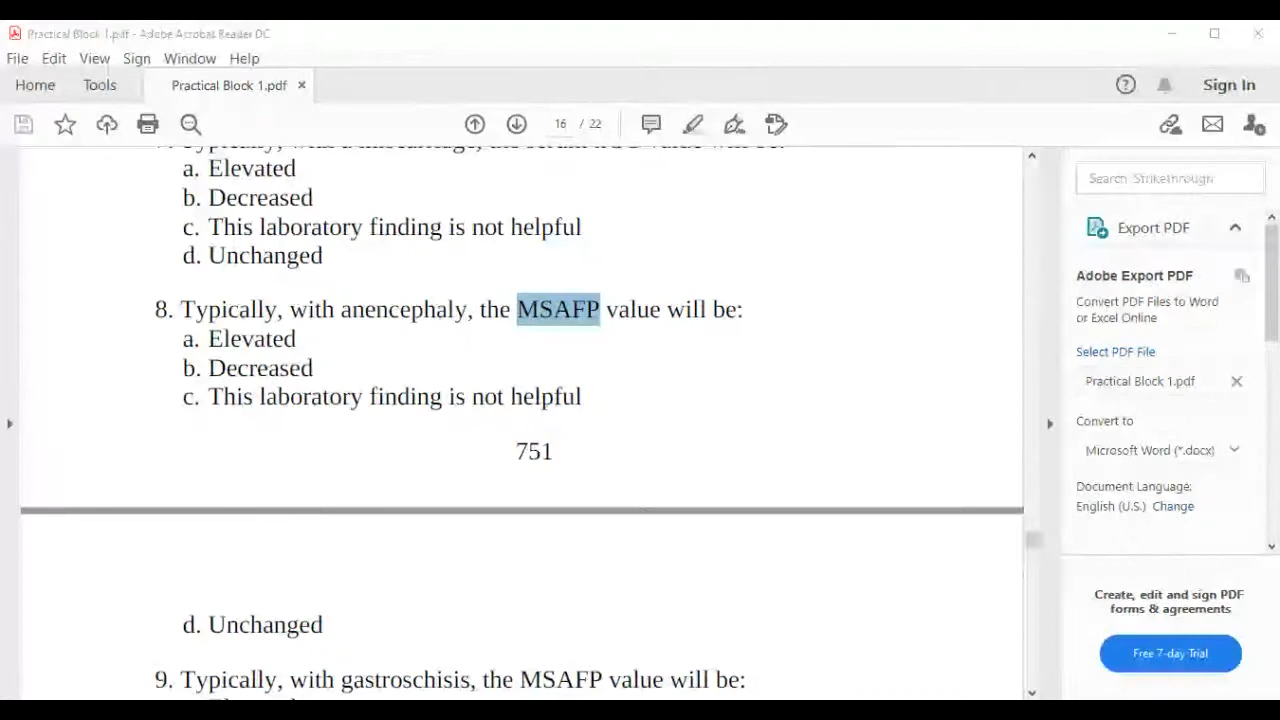 Practical Block 1.pdf - Adobe Acrobat Reader DC
File Edit View Sign Window Help
Home Tools Practical Block 1.pdf × Sign In
16 / 22
a. Elevated
b. Decreased
c. This laboratory finding is not helpful
d. Unchanged
8. Typically, with anencephaly, the MSAFP value will be:
a. Elevated
b. Decreased
c. This laboratory finding is not helpful
751
d. Unchanged
9. Typically, with gastroschisis, the MSAFP value will be:
Search 'Strikethrough'
Export PDF
Adobe Export PDF
Convert PDF Files to Word
or Excel Online
Select PDF File
Practical Block 1.pdf
Convert to
Microsoft Word (*.docx)
Document Language:
English (U.S.) Change
Create, edit and sign PDF
forms & agreements
Free 7-day Trial